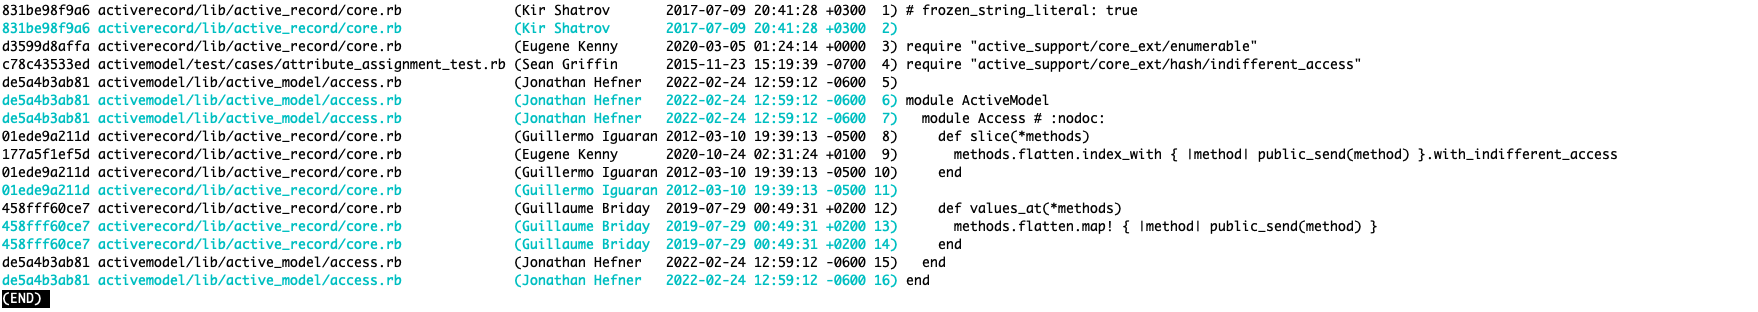 831be98f9a6 activerecord/lib/active_record/core.rb              (Kir Shatrov       2017-07-09 20:41:28 +0300  1) # frozen_string_literal: true
831be98f9a6 activerecord/lib/active_record/core.rb              (Kir Shatrov       2017-07-09 20:41:28 +0300  2)
d3599d8affa activerecord/lib/active_record/core.rb              (Eugene Kenny      2020-03-05 01:24:14 +0000  3) require "active_support/core_ext/enumerable"
c78c43533ed activemodel/test/cases/attribute_assignment_test.rb (Sean Griffin      2015-11-23 15:19:39 -0700  4) require "active_support/core_ext/hash/indifferent_access"
de5a4b3ab81 activemodel/lib/active_model/access.rb              (Jonathan Hefner   2022-02-24 12:59:12 -0600  5)
de5a4b3ab81 activemodel/lib/active_model/access.rb              (Jonathan Hefner   2022-02-24 12:59:12 -0600  6) module ActiveModel
de5a4b3ab81 activemodel/lib/active_model/access.rb              (Jonathan Hefner   2022-02-24 12:59:12 -0600  7)   module Access # :nodoc:
01ede9a211d activerecord/lib/active_record/core.rb              (Guillermo Iguaran 2012-03-10 19:39:13 -0500  8)     def slice(*methods)
177a5f1ef5d activerecord/lib/active_record/core.rb              (Eugene Kenny      2020-10-24 02:31:24 +0100  9)       methods.flatten.index_with { |method| public_send(method) }.with_indifferent_access
01ede9a211d activerecord/lib/active_record/core.rb              (Guillermo Iguaran 2012-03-10 19:39:13 -0500 10)     end
01ede9a211d activerecord/lib/active_record/core.rb              (Guillermo Iguaran 2012-03-10 19:39:13 -0500 11)
458fff60ce7 activerecord/lib/active_record/core.rb              (Guillaume Briday  2019-07-29 00:49:31 +0200 12)     def values_at(*methods)
458fff60ce7 activerecord/lib/active_record/core.rb              (Guillaume Briday  2019-07-29 00:49:31 +0200 13)       methods.flatten.map! { |method| public_send(method) }
458fff60ce7 activerecord/lib/active_record/core.rb              (Guillaume Briday  2019-07-29 00:49:31 +0200 14)     end
de5a4b3ab81 activemodel/lib/active_model/access.rb              (Jonathan Hefner   2022-02-24 12:59:12 -0600 15)   end
de5a4b3ab81 activemodel/lib/active_model/access.rb              (Jonathan Hefner   2022-02-24 12:59:12 -0600 16) end
(END)